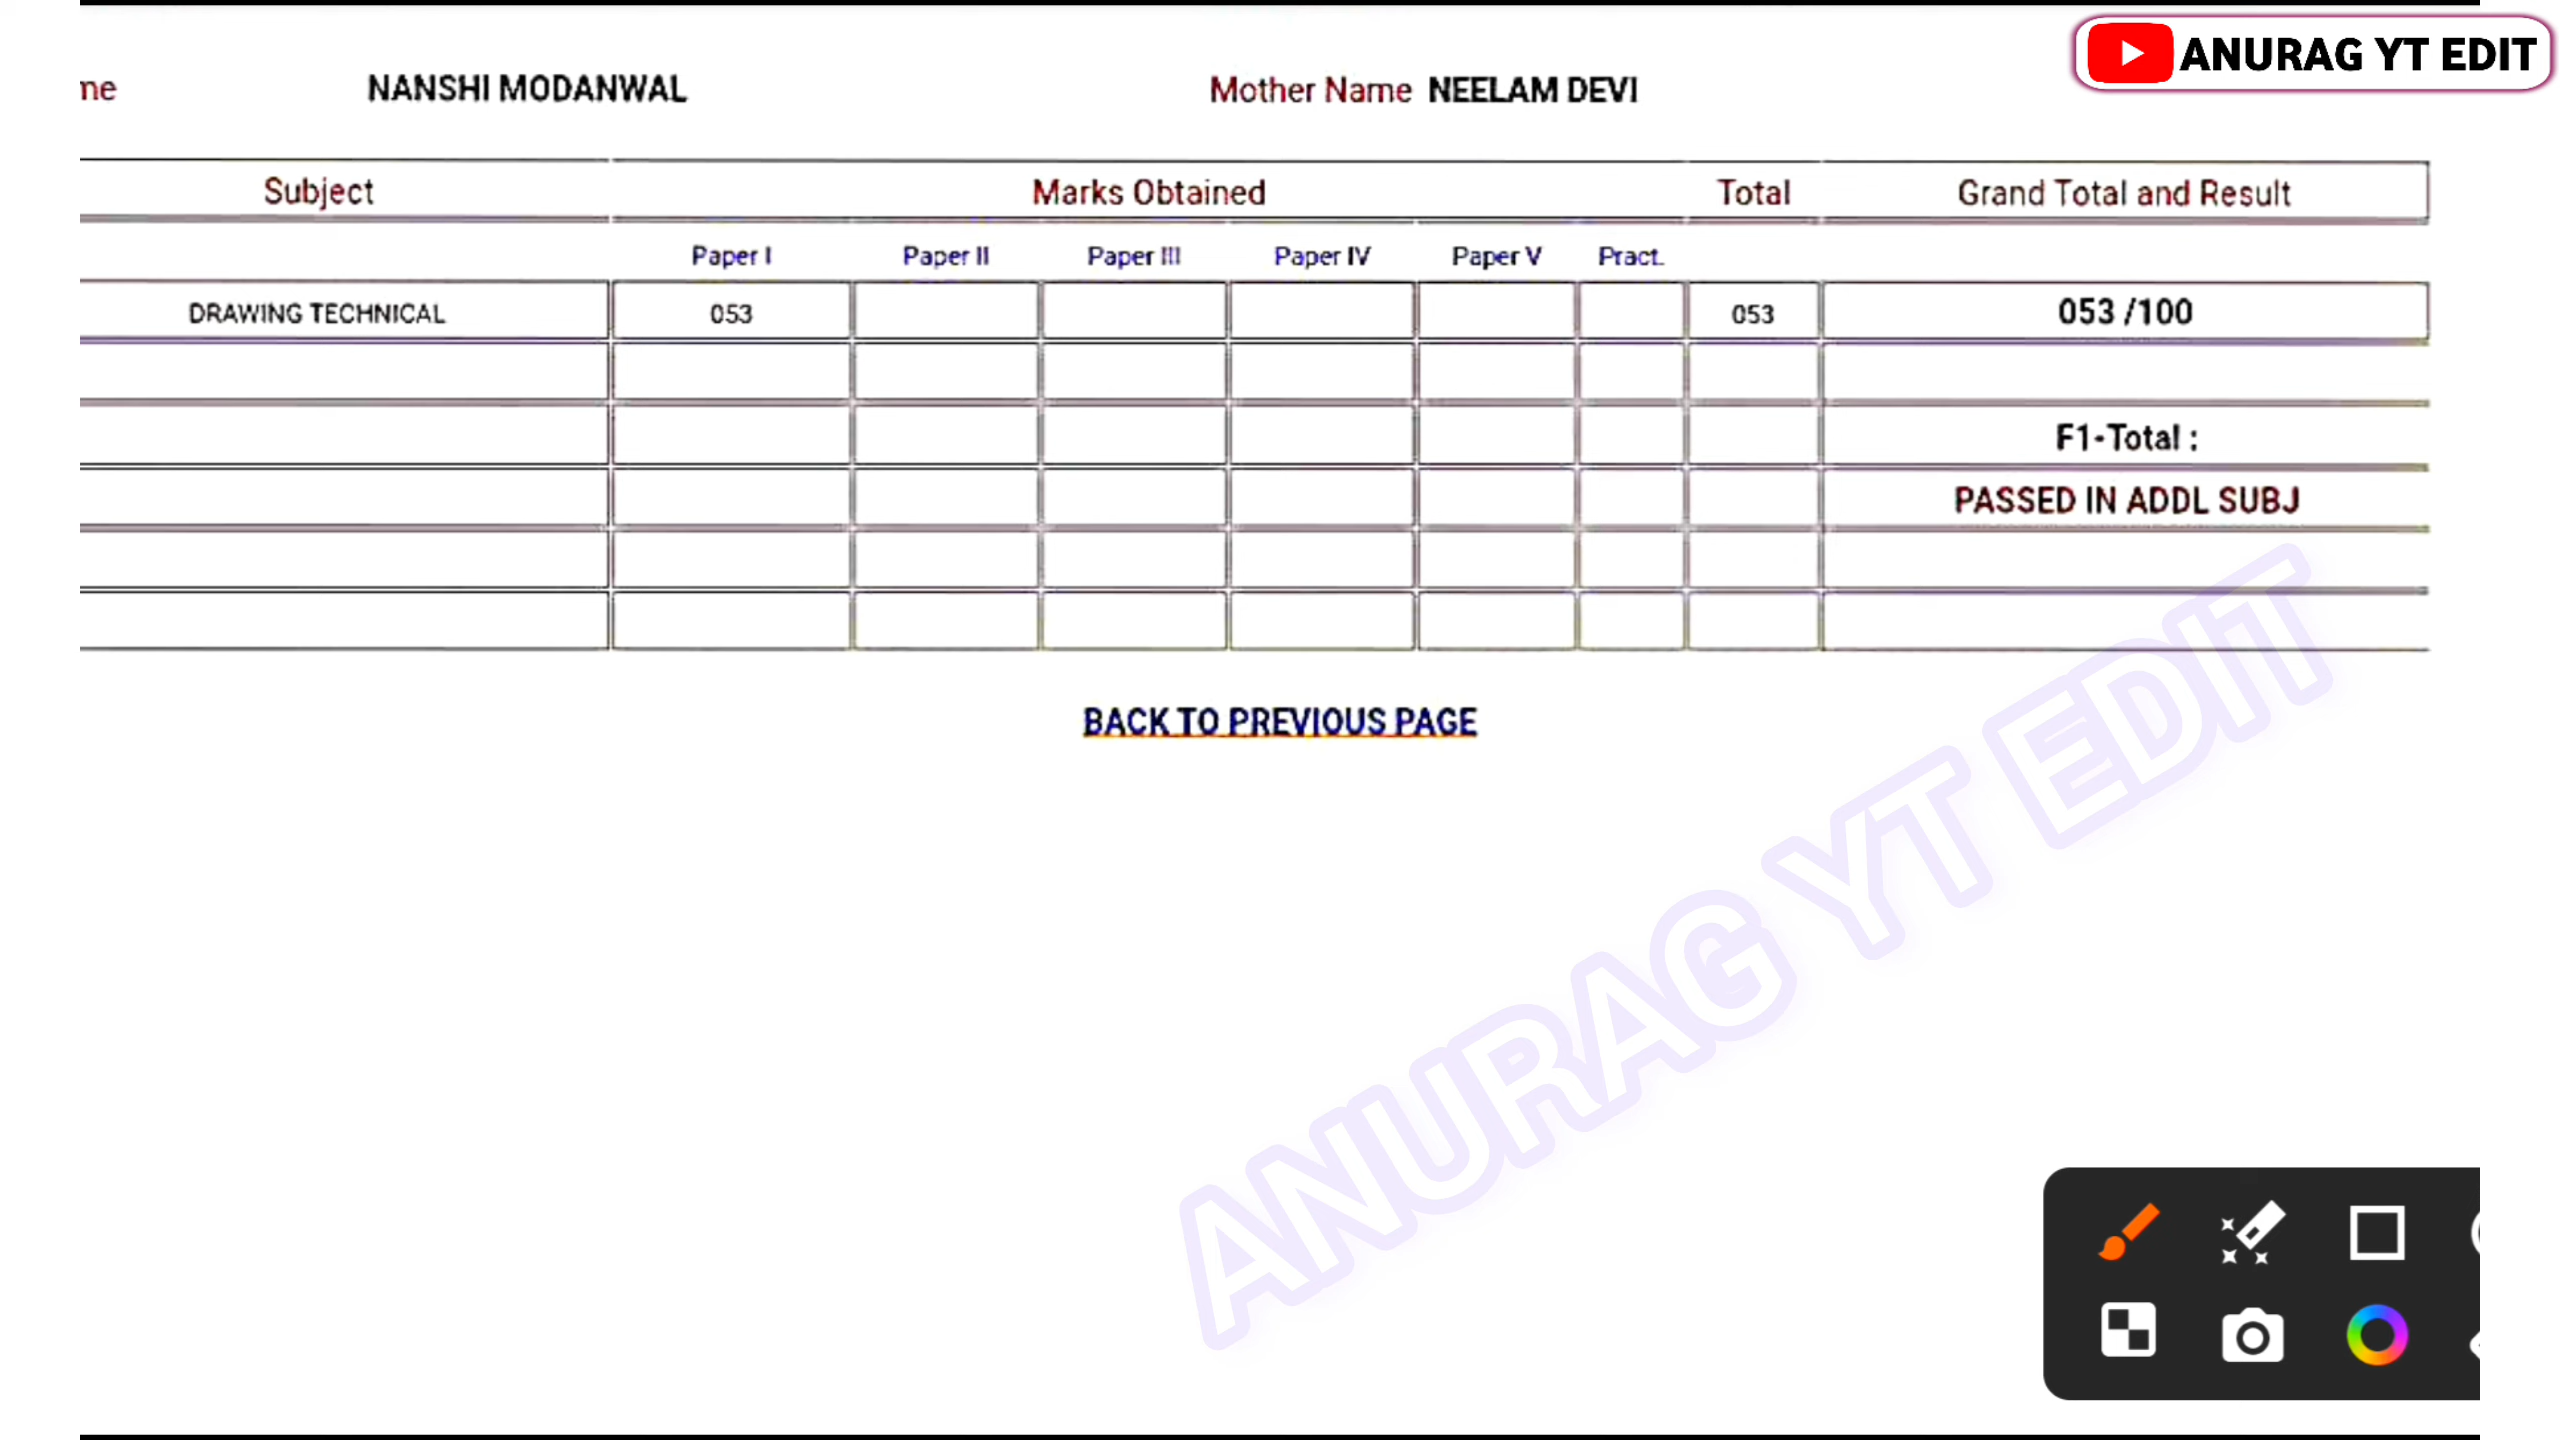 ANURAG YT EDIT
me NANSHI MODANWAL Mother Name NEELAM DEVI
Subject Marks Obtained Total Grand Total and Result
Paper I Paper II Paper III Paper IV Paper V Pract.
DRAWING TECHNICAL 053 053 053 /100
F1-Total :
PASSED IN ADDL SUBJ
BACK TO PREVIOUS PAGE
ANURAG YT EDIT